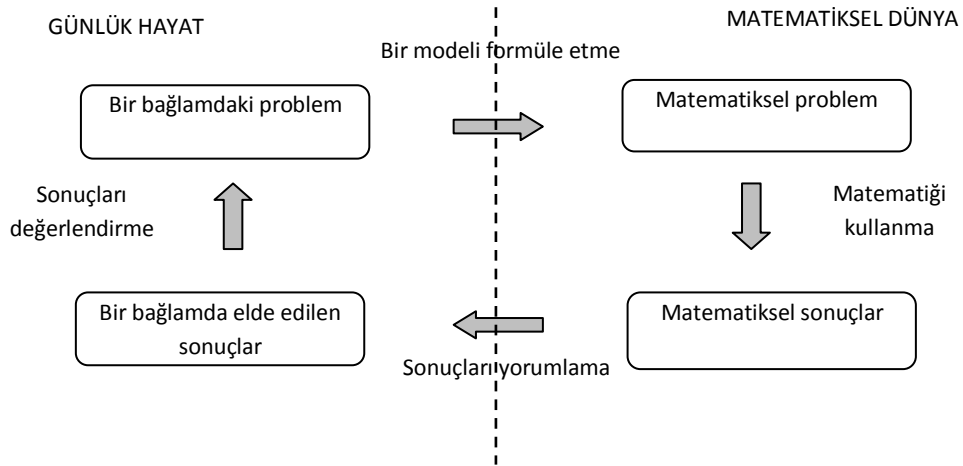 GÜNLÜK HAYAT
MATEMATİKSEL DÜNYA
Bir modeli formüle etme
Bir bağlamdaki problem
Matematiksel problem
Sonuçları
değerlendirme
Matematiği
kullanma
Bir bağlamda elde edilen
sonuçlar
Matematiksel sonuçlar
Sonuçları yorumlama